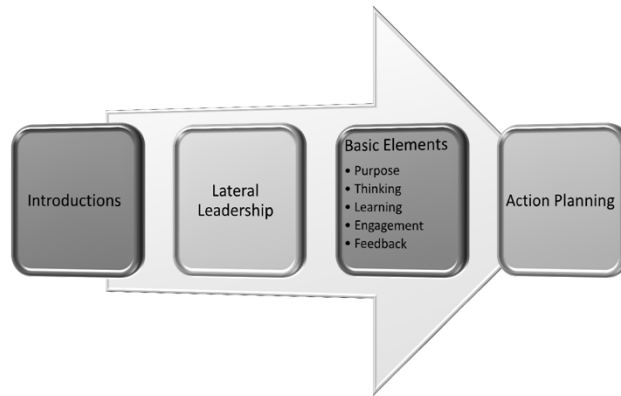 Introductions
Lateral
Leadership
Basic Elements
• Purpose
• Thinking
• Learning
• Engagement
• Feedback
Action Planning